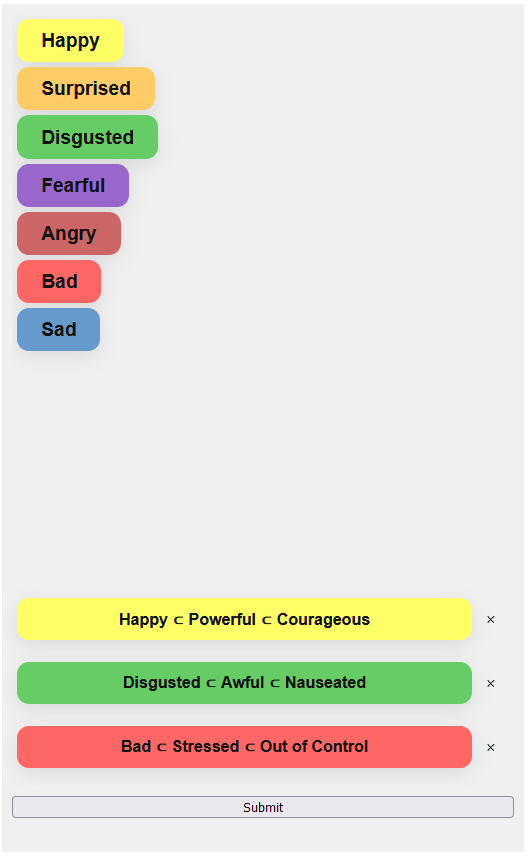 Happy
Surprised
Disgusted
Fearful
Angry
Bad
Sad
Happy ⊂ Powerful ⊂ Courageous ×
Disgusted ⊂ Awful ⊂ Nauseated ×
Bad ⊂ Stressed ⊂ Out of Control ×
Submit